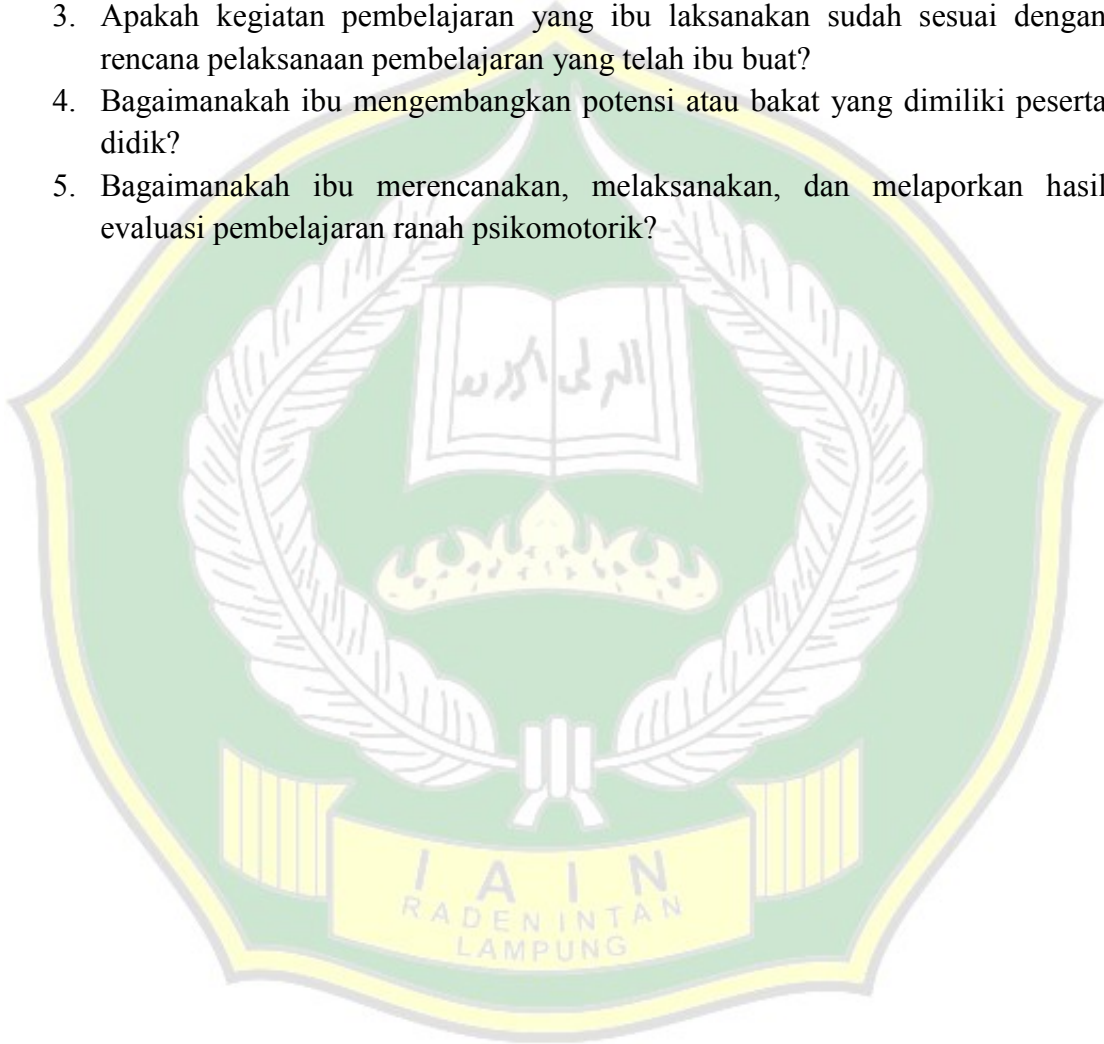 3. Apakah kegiatan pembelajaran yang ibu laksanakan sudah sesuai dengan
rencana pelaksanaan pembelajaran yang telah ibu buat?
4. Bagaimanakah ibu mengembangkan potensi atau bakat yang dimiliki peserta
didik?
5. Bagaimanakah ibu merencanakan, melaksanakan, dan melaporkan hasil
evaluasi pembelajaran ranah psikomotorik?
I A I N
RADEN INTAN
LAMPUNG